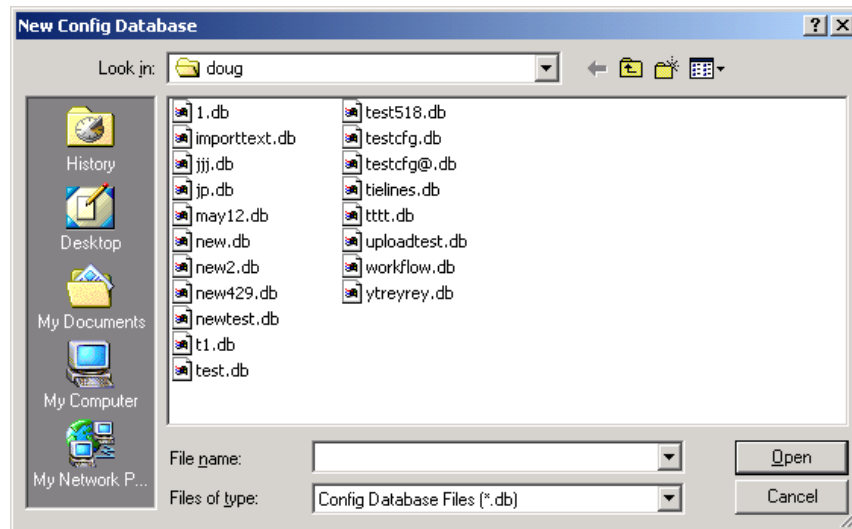 New Config Database
Look in: doug
History
Desktop
My Documents
My Computer
My Network P...
1.db
importtext.db
jjj.db
jp.db
may12.db
new.db
new2.db
new429.db
newtest.db
t1.db
test.db
test518.db
testcfg.db
testcfg@.db
tielines.db
tttt.db
uploadtest.db
workflow.db
ytreyrey.db
File name:
Open
Files of type: Config Database Files (*.db)
Cancel